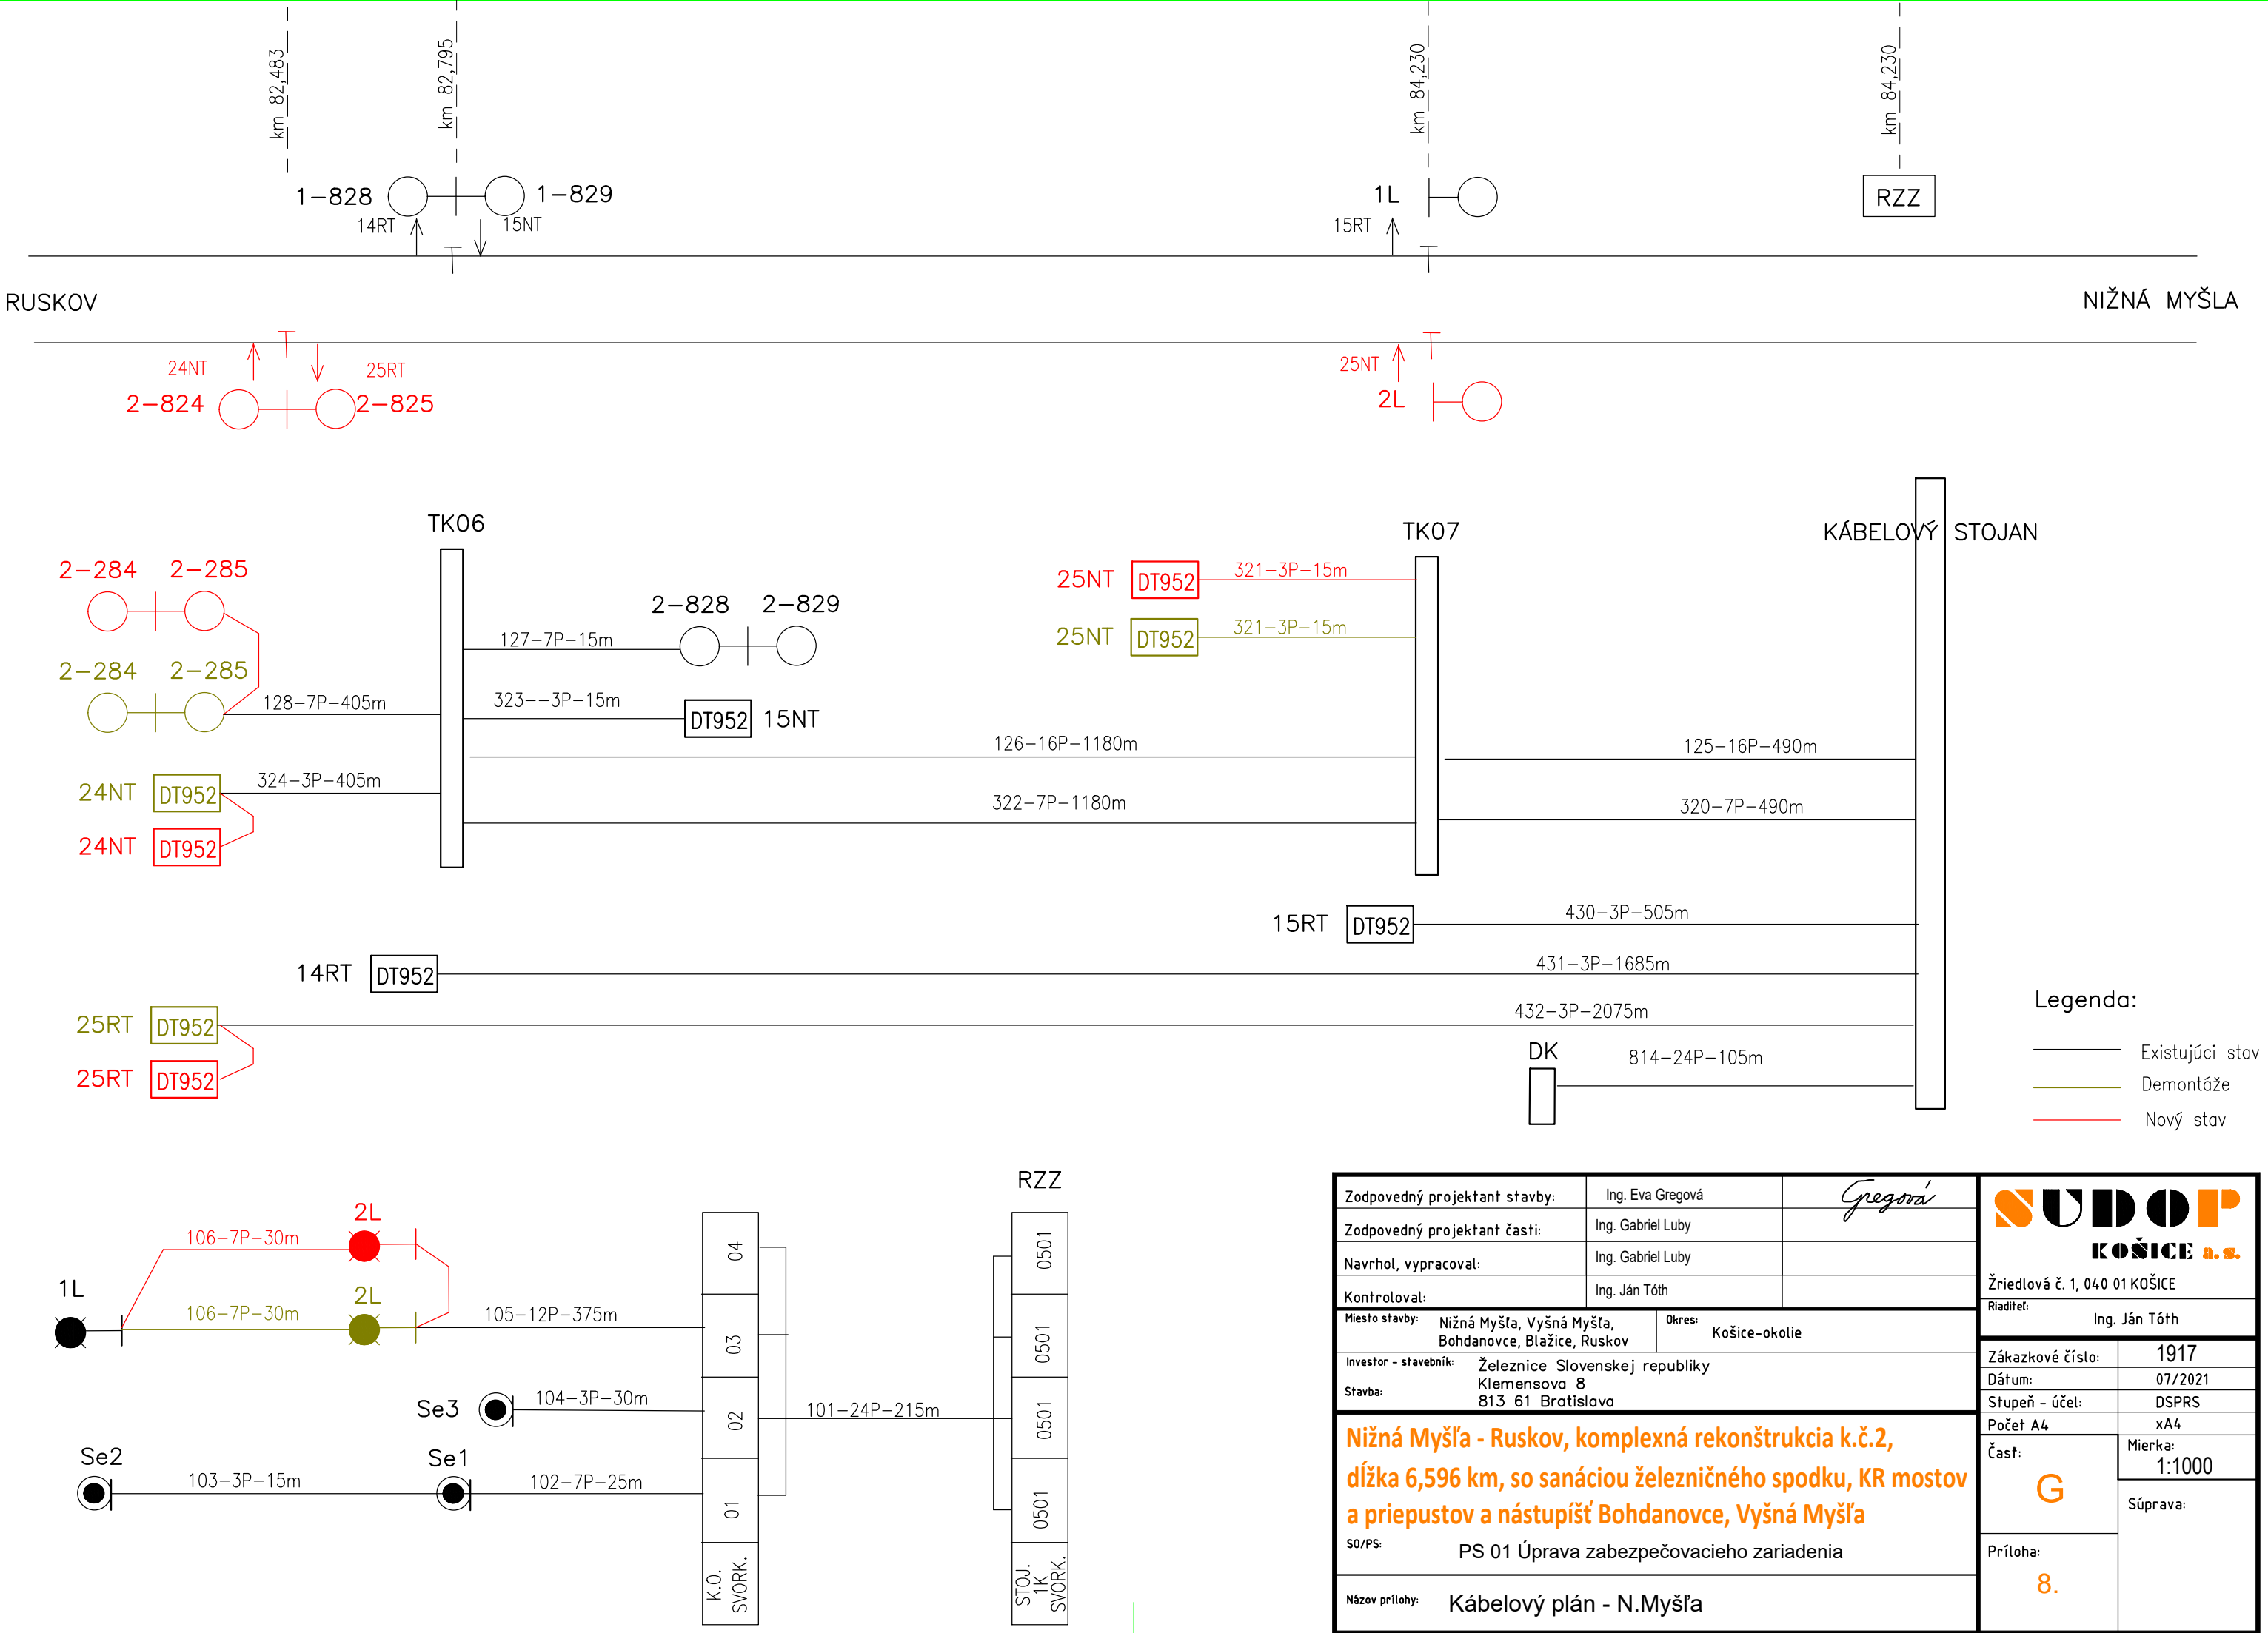 km 82,483
km 82,795
km 84,230
km 84,230
1-828
1-829
1L
RZZ
14RT
15NT
15RT
RUSKOV
NIŽNÁ MYŠLA
24NT
25RT
25NT
2-824
2-825
2L
TK06
TK07
KÁBELOVÝ STOJAN
2-284 2-285
25NT DT952 321-3P-15m
2-828 2-829
127-7P-15m
25NT DT952 321-3P-15m
2-284 2-285
128-7P-405m
323--3P-15m
DT952 15NT
126-16P-1180m
125-16P-490m
24NT DT952 324-3P-405m
322-7P-1180m
320-7P-490m
24NT DT952
15RT DT952 430-3P-505m
14RT DT952 431-3P-1685m
25RT DT952 432-3P-2075m
25RT DT952
DK 814-24P-105m
Legenda:
Existujúci stav
Demontáže
Nový stav
RZZ
2L
106-7P-30m
1L
2L
106-7P-30m
105-12P-375m
Se3 104-3P-30m
101-24P-215m
Se2
Se1
103-3P-15m
102-7P-25m
04
03
02
01
K.O.
SVORK.
0501
0501
0501
0501
STOJ.
1K
SVORK.
Zodpovedný projektant stavby: Ing. Eva Gregová Gregová
Zodpovedný projektant časti: Ing. Gabriel Luby
Navrhol, vypracoval: Ing. Gabriel Luby
Kontroloval: Ing. Ján Tóth
Miesto stavby: Nižná Myšľa, Vyšná Myšľa,
Bohdanovce, Blažice, Ruskov
Okres: Košice-okolie
Investor - stavebník: Železnice Slovenskej republiky
Klemensova 8
Stavba:
813 61 Bratislava
Nižná Myšľa - Ruskov, komplexná rekonštrukcia k.č.2,
dĺžka 6,596 km, so sanáciou železničného spodku, KR mostov
a priepustov a nástupíšť Bohdanovce, Vyšná Myšľa
SO/PS: PS 01 Úprava zabezpečovacieho zariadenia
Názov prílohy: Kábelový plán - N.Myšľa
SUDOP
KOŠICE a.s.
Žriedlová č. 1, 040 01 KOŠICE
Riaditeľ:
Ing. Ján Tóth
Zákazkové číslo: 1917
Dátum: 07/2021
Stupeň - účel: DSPRS
Počet A4 xA4
Časť: G
Mierka:
1:1000
Súprava:
Príloha:
8.